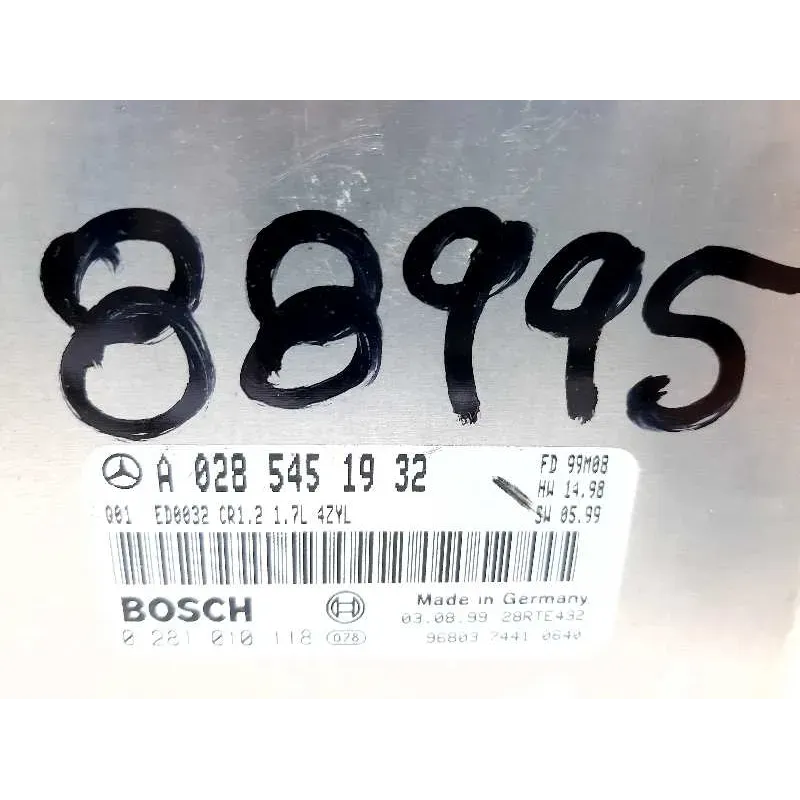 88995
A 028 545 19 32
FD 99M08
HW 14.98
001 ED0032 CR1.2 1.7L 4ZYL
SW 05.99
BOSCH
Made in Germany
03.08.99 28RTE432
0 281 010 118 078
96803 7441 0640